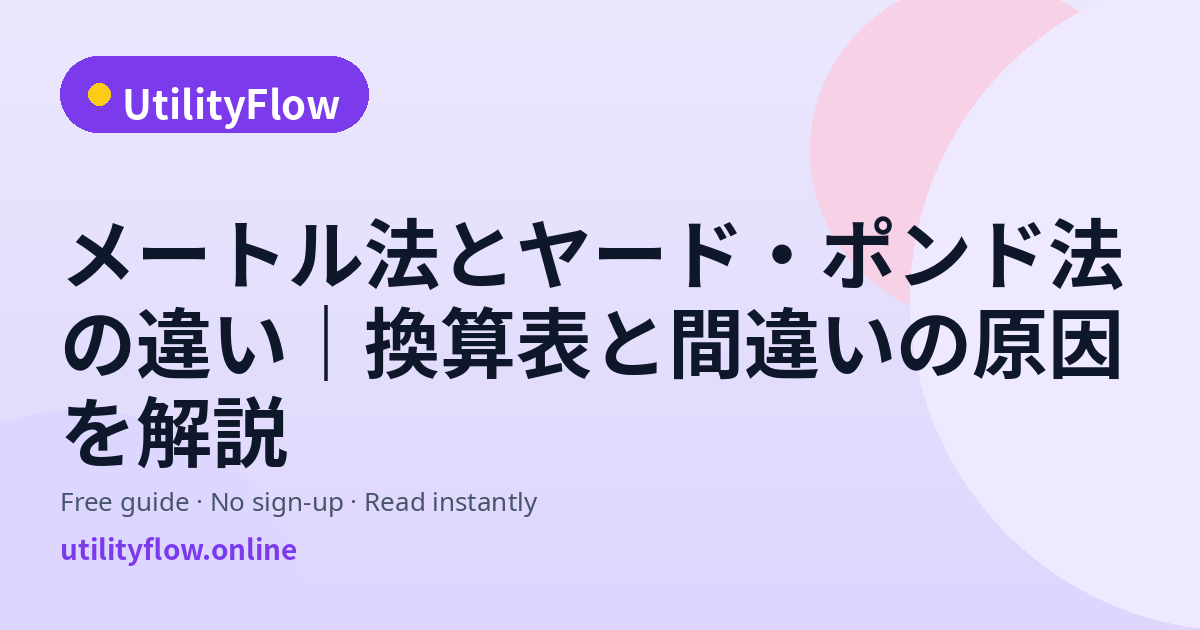 UtilityFlow
メートル法とヤード・ポンド法
の違い｜換算表と間違いの原因
を解説
Free guide · No sign-up · Read instantly
utilityflow.online